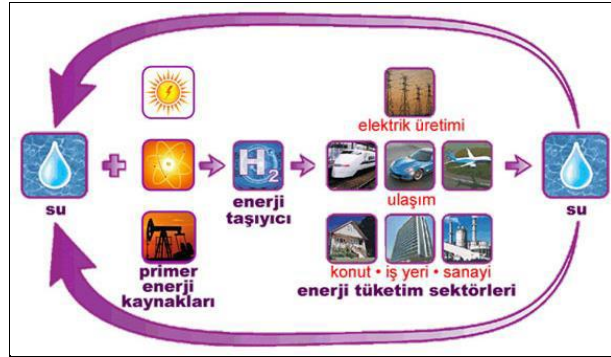 elektrik üretimi
su
H2
enerji
taşıyıcı
ulaşım
su
primer
enerji
kaynakları
konut • iş yeri • sanayi
enerji tüketim sektörleri